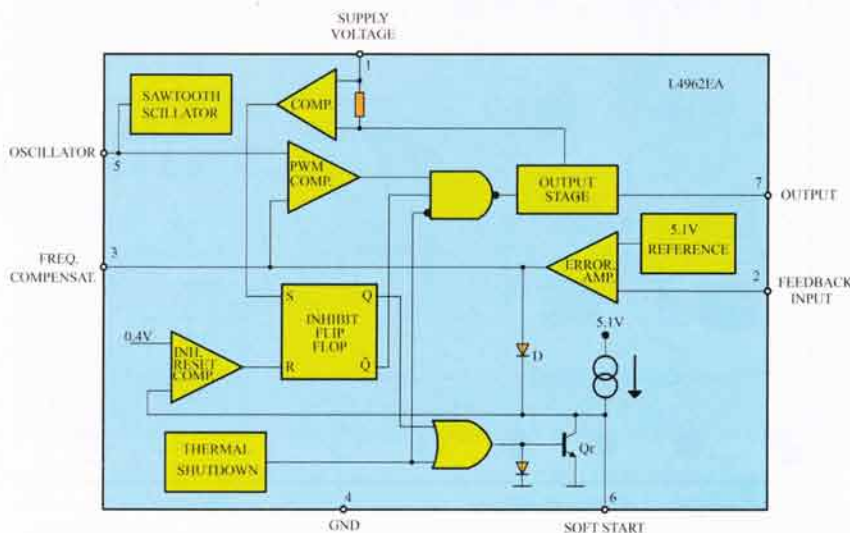 SUPPLY
VOLTAGE
1
L4962EA
SAWTOOTH
SCILLATOR
COMP.
OSCILLATOR
5
PWM
COMP.
OUTPUT
STAGE
7
OUTPUT
5.1V
REFERENCE
FREQ.
COMPENSAT.
3
ERROR.
AMP.
2
FEEDBACK
INPUT
S
Q
INHIBIT
FLIP
FLOP
R
Q̄
0,4V
INH.
RESET
COMP.
D
5.1V
THERMAL
SHUTDOWN
Qr
4
GND
6
SOFT START